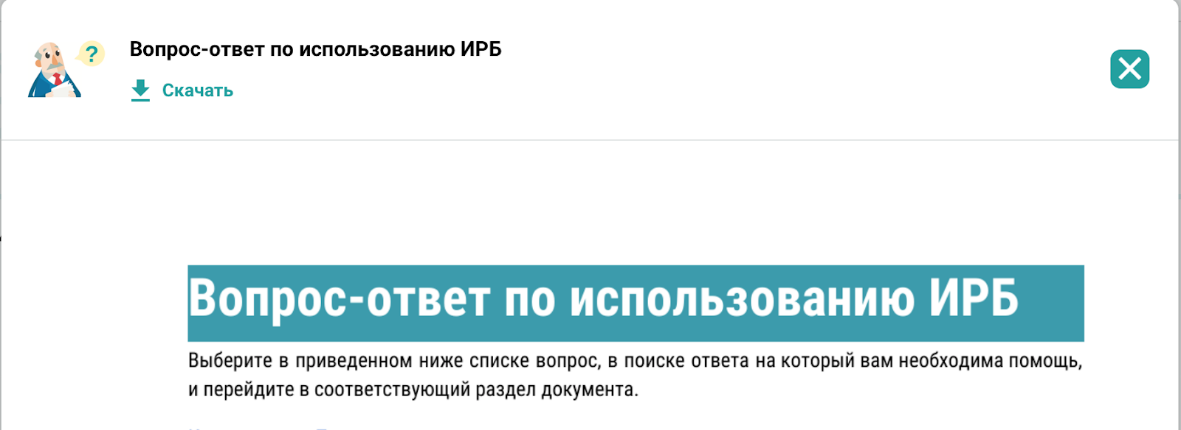 ?
Вопрос-ответ по использованию ИРБ
Скачать
Вопрос-ответ по использованию ИРБ
Выберите в приведенном ниже списке вопрос, в поиске ответа на который вам необходима помощь,
и перейдите в соответствующий раздел документа.